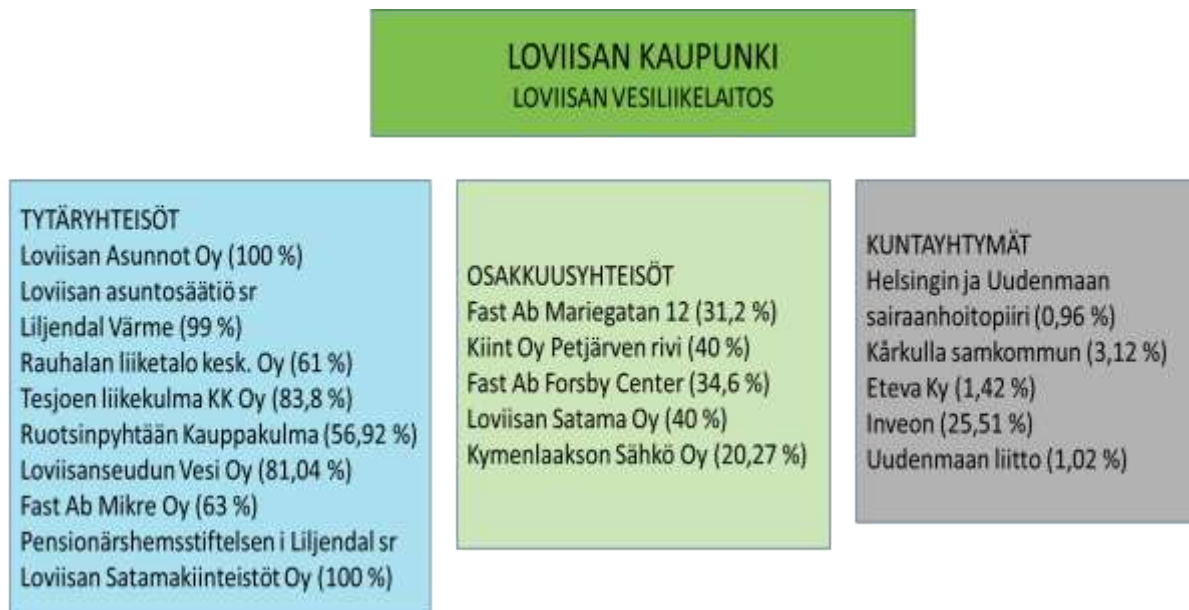 LOVIISAN KAUPUNKI
LOVIISAN VESILIIKELAITOS
TYTÄRYHTEISÖT
Loviisan Asunnot Oy (100 %)
Loviisan asuntosäätiö sr
Liljendal Värme (99 %)
Rauhalan liiketalo kesk. Oy (61 %)
Tesjoen liikekulma KK Oy (83,8 %)
Ruotsinpyhtään Kauppakulma (56,92 %)
Loviisanseudun Vesi Oy (81,04 %)
Fast Ab Mikre Oy (63 %)
Pensionärshemsstiftelsen i Liljendal sr
Loviisan Satamakiinteistöt Oy (100 %)
OSAKKUUSYHTEISÖT
Fast Ab Mariegatan 12 (31,2 %)
Kiint Oy Petjärven rivi (40 %)
Fast Ab Forsby Center (34,6 %)
Loviisan Satama Oy (40 %)
Kymenlaakson Sähkö Oy (20,27 %)
KUNTAYHTYMÄT
Helsingin ja Uudenmaan
sairaanhoitopiiri (0,96 %)
Kårkulla samkommun (3,12 %)
Eteva Ky (1,42 %)
Inveon (25,51 %)
Uudenmaan liitto (1,02 %)